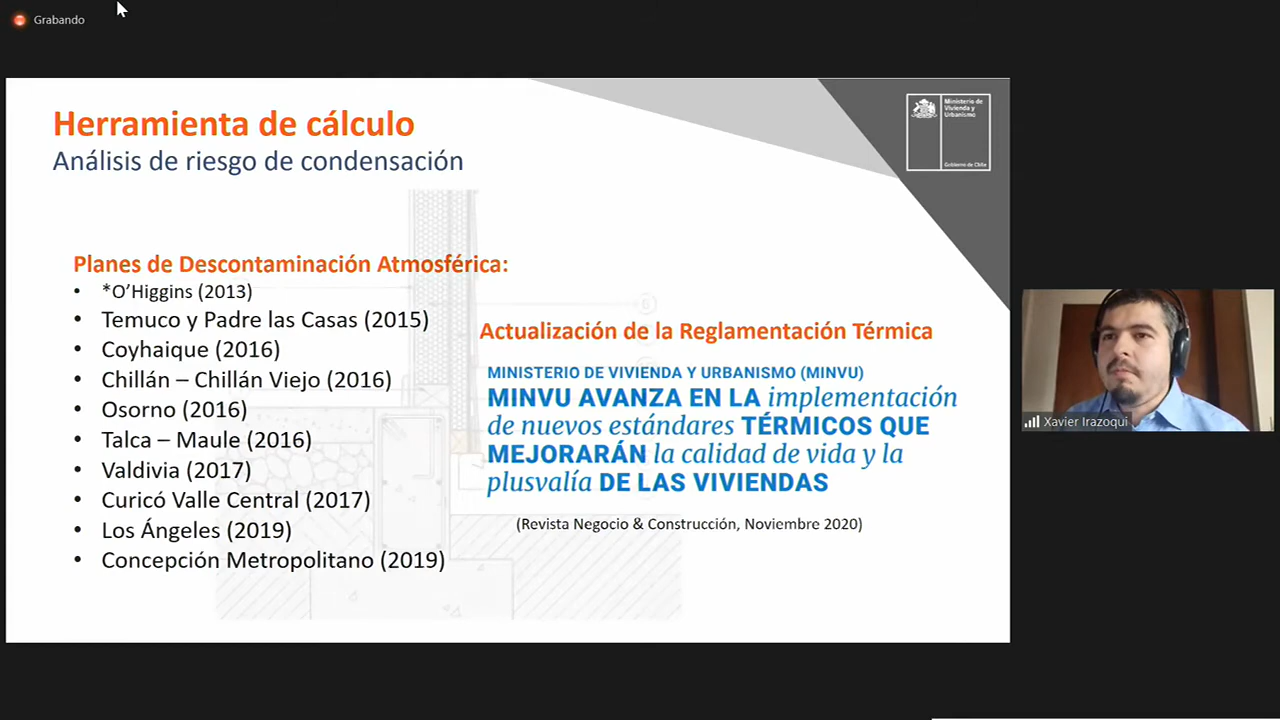 Grabando
Herramienta de cálculo
Análisis de riesgo de condensación
Ministerio de
Vivienda y
Urbanismo
Gobierno de Chile
Planes de Descontaminación Atmosférica:
• *O’Higgins (2013)
• Temuco y Padre las Casas (2015)
• Coyhaique (2016)
• Chillán – Chillán Viejo (2016)
• Osorno (2016)
• Talca – Maule (2016)
• Valdivia (2017)
• Curicó Valle Central (2017)
• Los Ángeles (2019)
• Concepción Metropolitano (2019)
Actualización de la Reglamentación Térmica
MINISTERIO DE VIVIENDA Y URBANISMO (MINVU)
MINVU AVANZA EN LA implementación
de nuevos estándares TÉRMICOS QUE
MEJORARÁN la calidad de vida y la
plusvalía DE LAS VIVIENDAS
(Revista Negocio & Construcción, Noviembre 2020)
Xavier Irazoqui